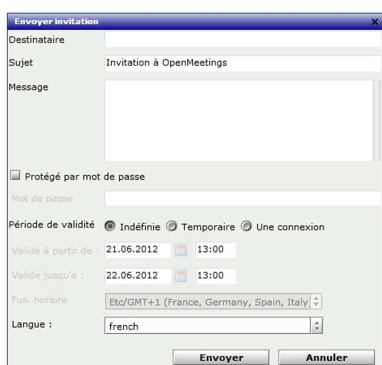 Envoyer invitation x
Destinataire
Sujet Invitation à OpenMeetings
Message
Protégé par mot de passe
Mot de passe
Période de validité Indéfinie Temporaire Une connexion
Valide à partir de : 21.06.2012 13:00
Valide jusqu'a : 22.06.2012 13:00
Fus. horaire Etc/GMT+1 (France, Germany, Spain, Italy)
Langue : french
Envoyer Annuler